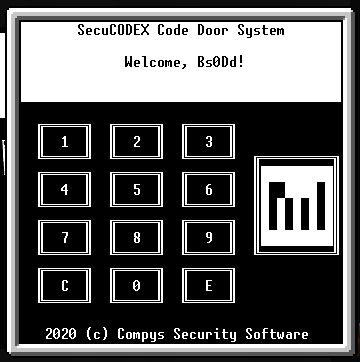 SecuCODEX Code Door System
Welcome, Bs0Dd!
1 2 3
4 5 6
7 8 9
C 0 E
2020 (c) Compys Security Software